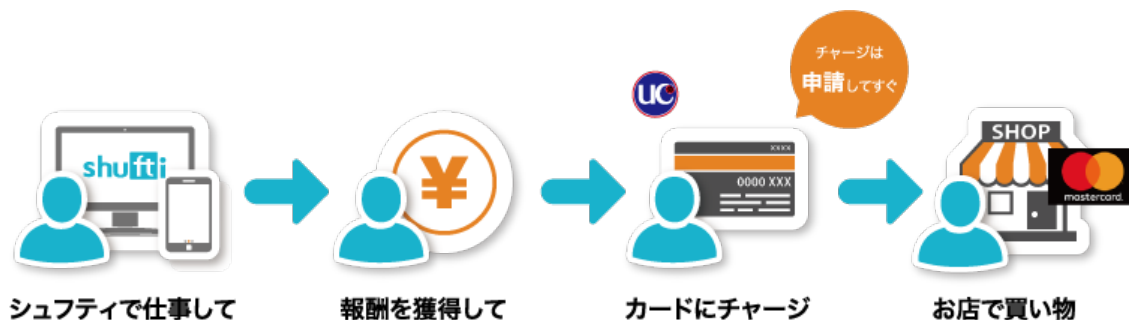 shufti
シュフティで仕事して
¥
報酬を獲得して
UC
チャージは
申請してすぐ
XXXX
0000 XXX
カードにチャージ
SHOP
mastercard.
お店で買い物